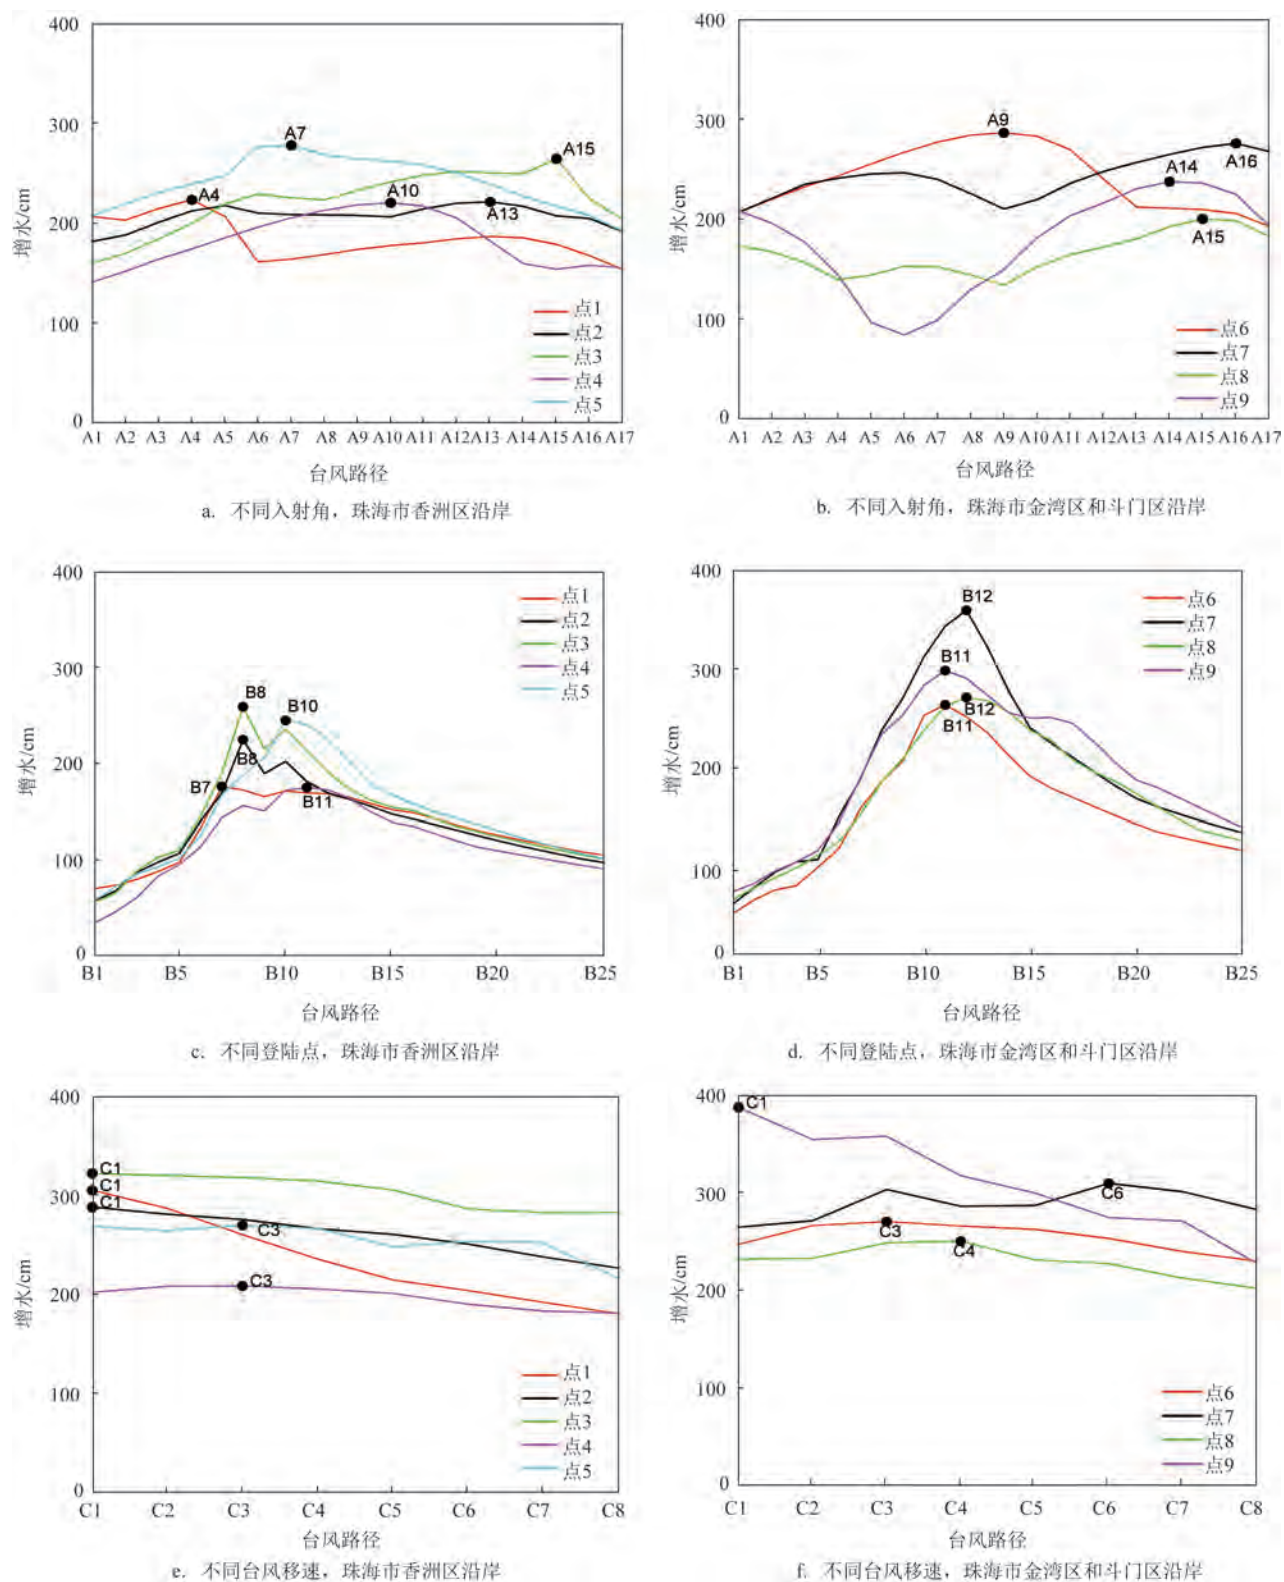 400
300
200
100
0
增水/cm
A7
A15
A4
A10
A13
点1
点2
点3
点4
点5
A1 A2 A3 A4 A5 A6 A7 A8 A9 A10 A11 A12 A13 A14 A15 A16 A17
台风路径
a. 不同入射角，珠海市香洲区沿岸
400
300
200
100
0
增水/cm
A9
A16
A14
A15
点6
点7
点8
点9
A1 A2 A3 A4 A5 A6 A7 A8 A9 A10 A11 A12 A13 A14 A15 A16 A17
台风路径
b. 不同入射角，珠海市金湾区和斗门区沿岸
400
300
200
100
0
增水/cm
B8
B10
B8
B7
B11
点1
点2
点3
点4
点5
B1 B5 B10 B15 B20 B25
台风路径
c. 不同登陆点，珠海市香洲区沿岸
400
300
200
100
0
增水/cm
B12
B11
B12
B11
点6
点7
点8
点9
B1 B5 B10 B15 B20 B25
台风路径
d. 不同登陆点，珠海市金湾区和斗门区沿岸
400
300
200
100
0
增水/cm
C1
C1
C1
C3
C3
点1
点2
点3
点4
点5
C1 C2 C3 C4 C5 C6 C7 C8
台风路径
e. 不同台风移速，珠海市香洲区沿岸
400
300
200
100
0
增水/cm
C1
C6
C3
C4
点6
点7
点8
点9
C1 C2 C3 C4 C5 C6 C7 C8
台风路径
f. 不同台风移速，珠海市金湾区和斗门区沿岸